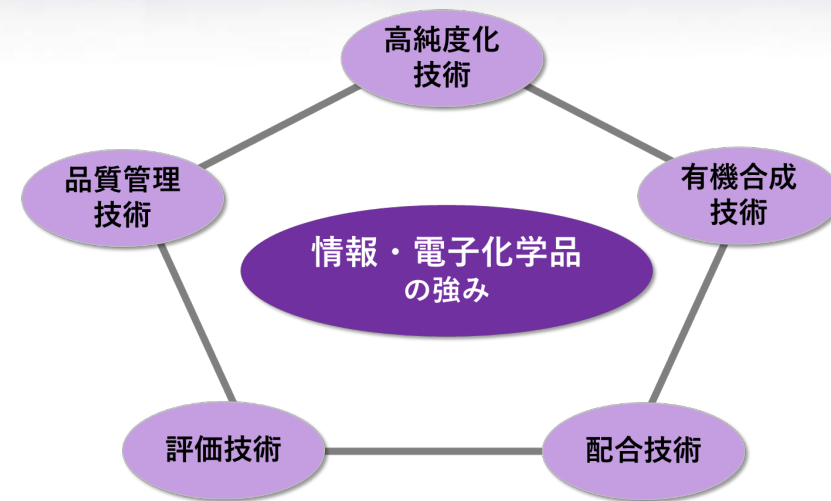 高純度化
技術
品質管理
技術
有機合成
技術
情報・電子化学品
の強み
評価技術
配合技術